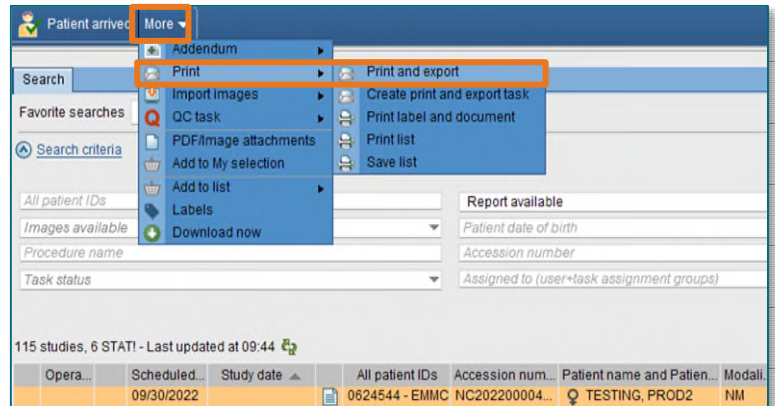 Patient arrived More
Addendum
Print Print and export
Search
Import images Create print and export task
Favorite searches QC task Print label and document
PDF/Image attachments Print list
Search criteria Add to My selection Save list
Add to list
All patient IDs Report available
Labels
Images available Download now Patient date of birth
Procedure name Accession number
Task status Assigned to (user+task assignment groups)
115 studies, 6 STAT! - Last updated at 09:44
Opera... Scheduled... Study date All patient IDs Accession num... Patient name and Patien... Modali...
09/30/2022 0624544 - EMMC NC202200004... TESTING, PROD2 NM